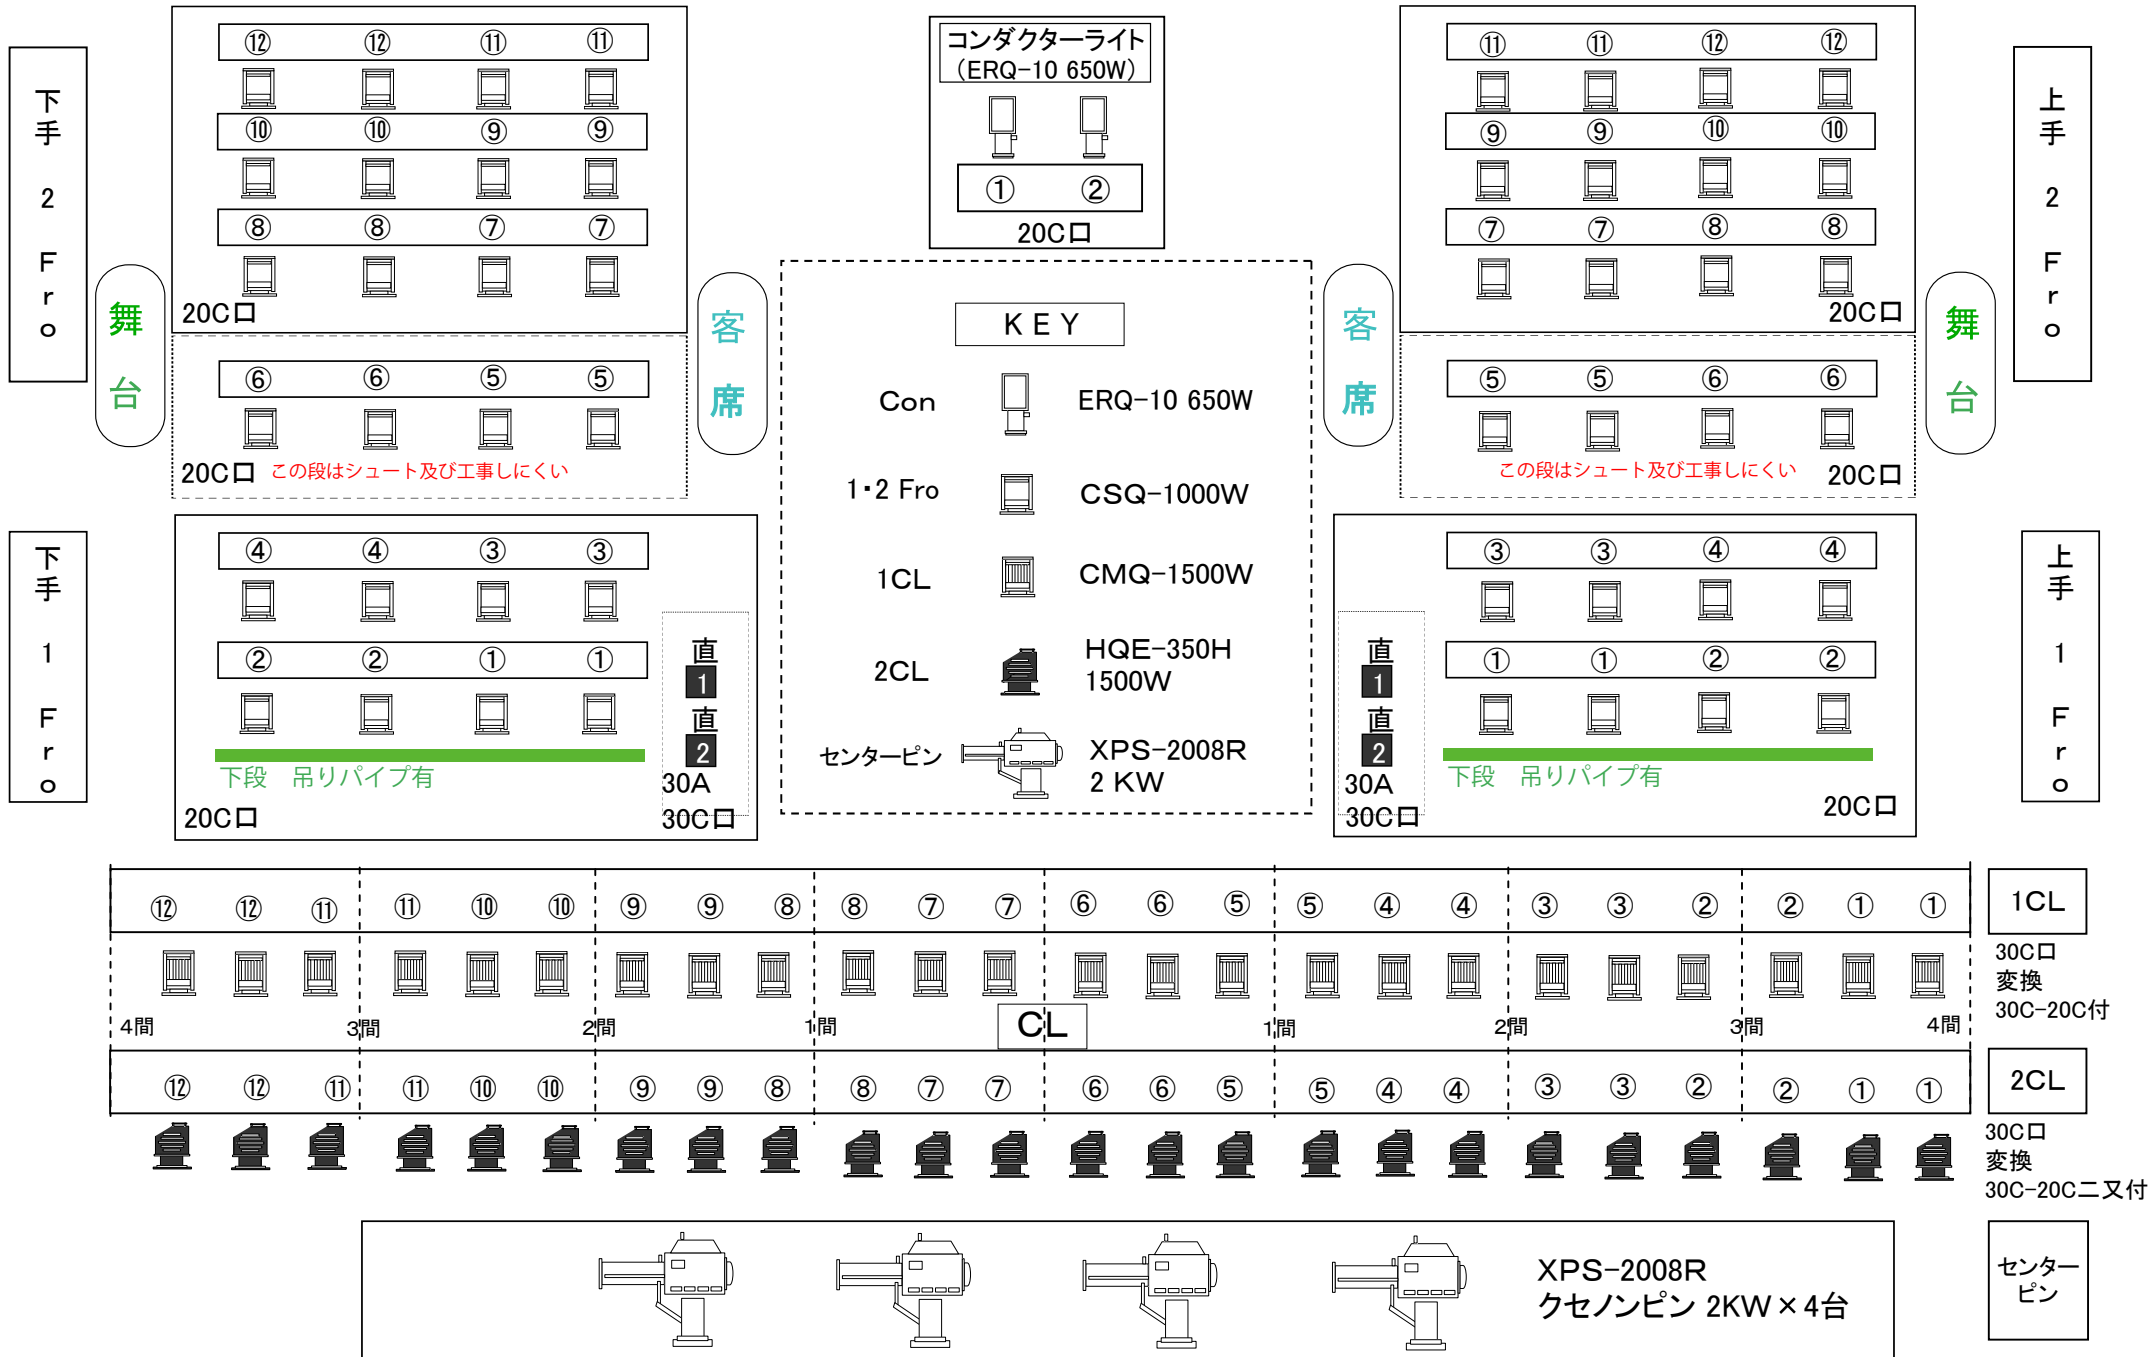 下手 2 Fro
⑫ ⑫ ⑪ ⑪
⑩ ⑩ ⑨ ⑨
⑧ ⑧ ⑦ ⑦
20C口
舞台
客席
⑥ ⑥ ⑤ ⑤
20C口 この段はシュート及び工事しにくい
下手 1 Fro
④ ④ ③ ③
② ② ① ①
下段 吊りパイプ有
20C口
直
1
直
2
30A
30C口
コンダクターライト
(ERQ-10 650W)
① ②
20C口
KEY
Con ERQ-10 650W
1・2 Fro CSQ-1000W
1CL CMQ-1500W
2CL HQE-350H
1500W
センターピン XPS-2008R
2 KW
上手 2 Fro
⑪ ⑪ ⑫ ⑫
⑨ ⑨ ⑩ ⑩
⑦ ⑦ ⑧ ⑧
20C口
客席
舞台
⑤ ⑤ ⑥ ⑥
この段はシュート及び工事しにくい 20C口
上手 1 Fro
③ ③ ④ ④
① ① ② ②
下段 吊りパイプ有
20C口
直
1
直
2
30A
30C口
⑫ ⑫ ⑪ ⑪ ⑩ ⑩ ⑨ ⑨ ⑧ ⑧ ⑦ ⑦ ⑥ ⑥ ⑤ ⑤ ④ ④ ③ ③ ② ② ① ①
1CL
30C口
変換
30C-20C付
4間 3間 2間 1間 CL 1間 2間 3間 4間
⑫ ⑫ ⑪ ⑪ ⑩ ⑩ ⑨ ⑨ ⑧ ⑧ ⑦ ⑦ ⑥ ⑥ ⑤ ⑤ ④ ④ ③ ③ ② ② ① ①
2CL
30C口
変換
30C-20C二又付
XPS-2008R
クセノンピン 2KW×4台
センター
ピン